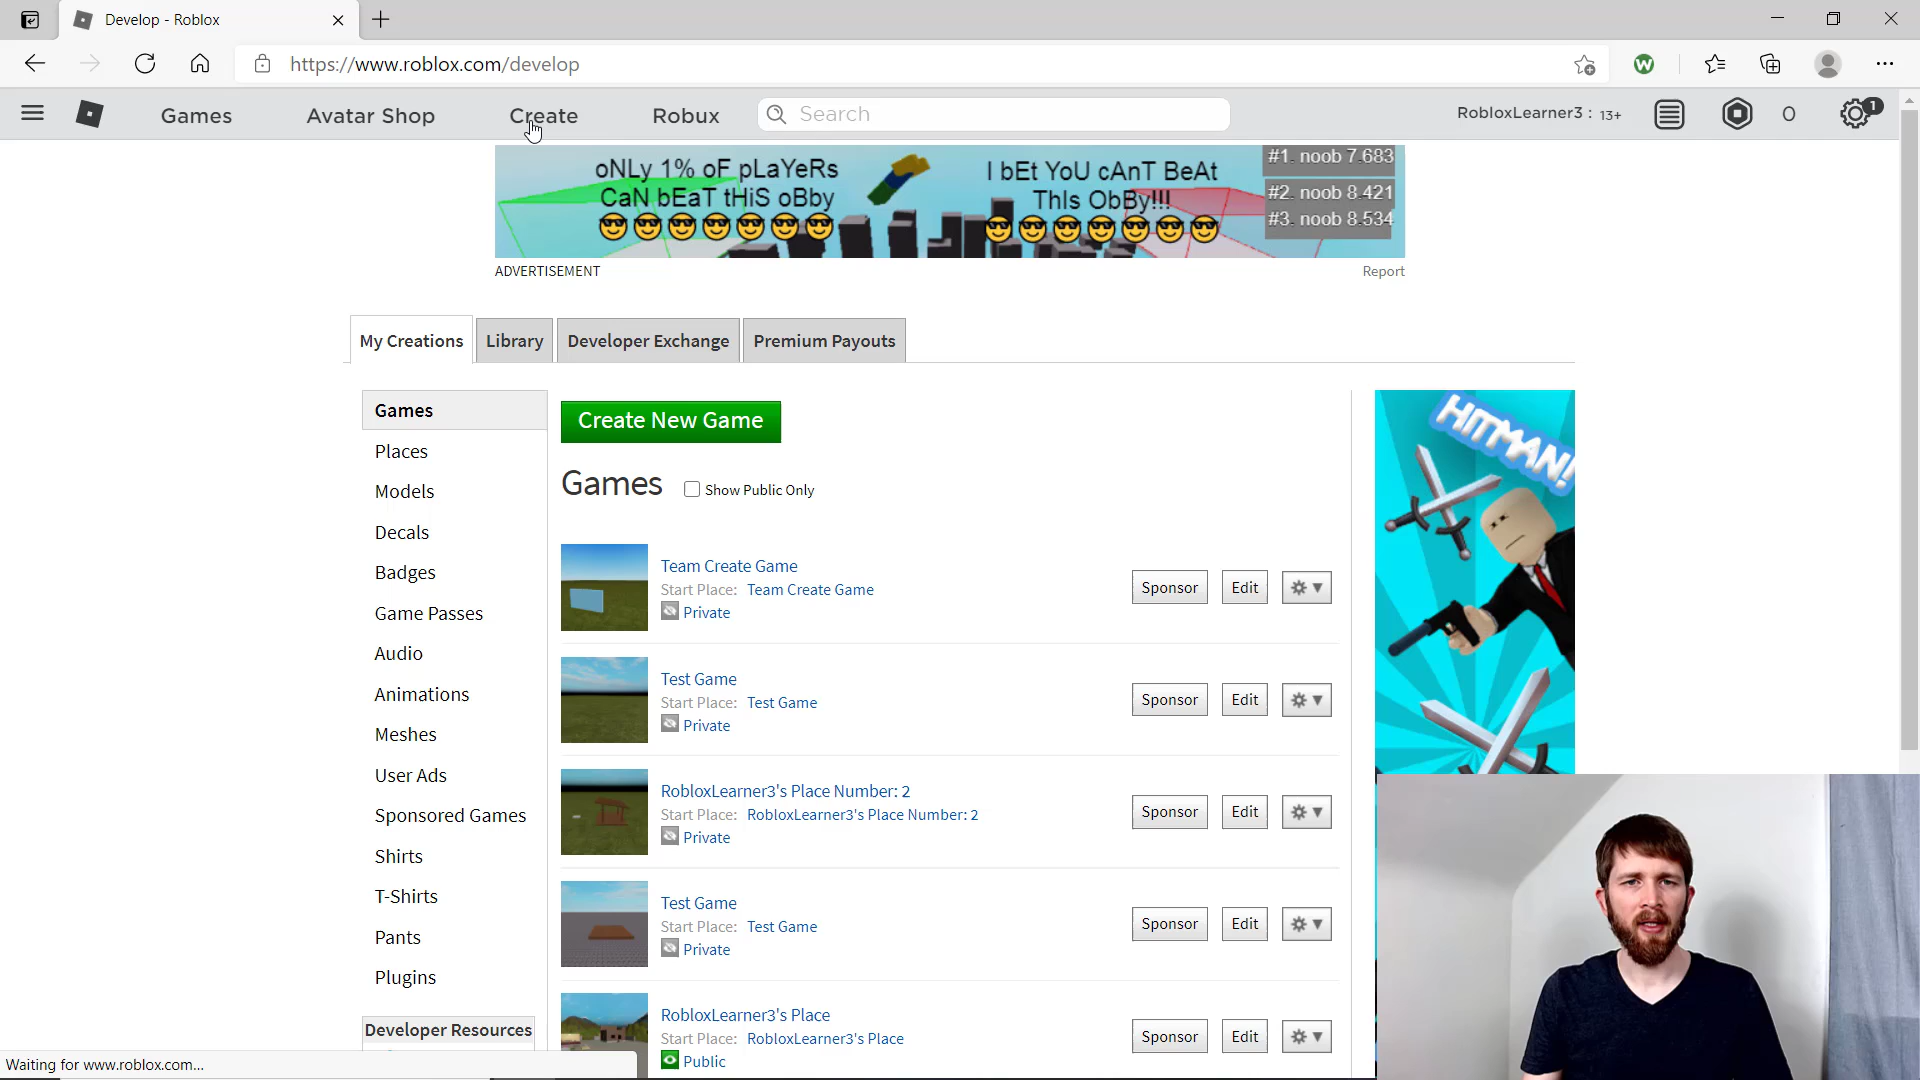 Develop - Roblox
https://www.roblox.com/develop
W
Games
Avatar Shop
Create
Robux
Search
RobloxLearner3 : 13+
0
1
oNLy 1% oF pLaYeRs
CaN bEaT tHiS oBby
I bEt YoU cAnT BeAt
ThIs ObBy!!!
#1. noob 7.683
#2. noob 8.421
#3. noob 8.534
ADVERTISEMENT
Report
My Creations
Library
Developer Exchange
Premium Payouts
Games
Places
Models
Decals
Badges
Game Passes
Audio
Animations
Meshes
User Ads
Sponsored Games
Shirts
T-Shirts
Pants
Plugins
Developer Resources
Create New Game
Games
Show Public Only
Team Create Game
Start Place: Team Create Game
Private
Sponsor
Edit
Test Game
Start Place: Test Game
Private
Sponsor
Edit
RobloxLearner3's Place Number: 2
Start Place: RobloxLearner3's Place Number: 2
Private
Sponsor
Edit
Test Game
Start Place: Test Game
Private
Sponsor
Edit
RobloxLearner3's Place
Start Place: RobloxLearner3's Place
Public
Sponsor
Edit
HITMAN!
Waiting for www.roblox.com...